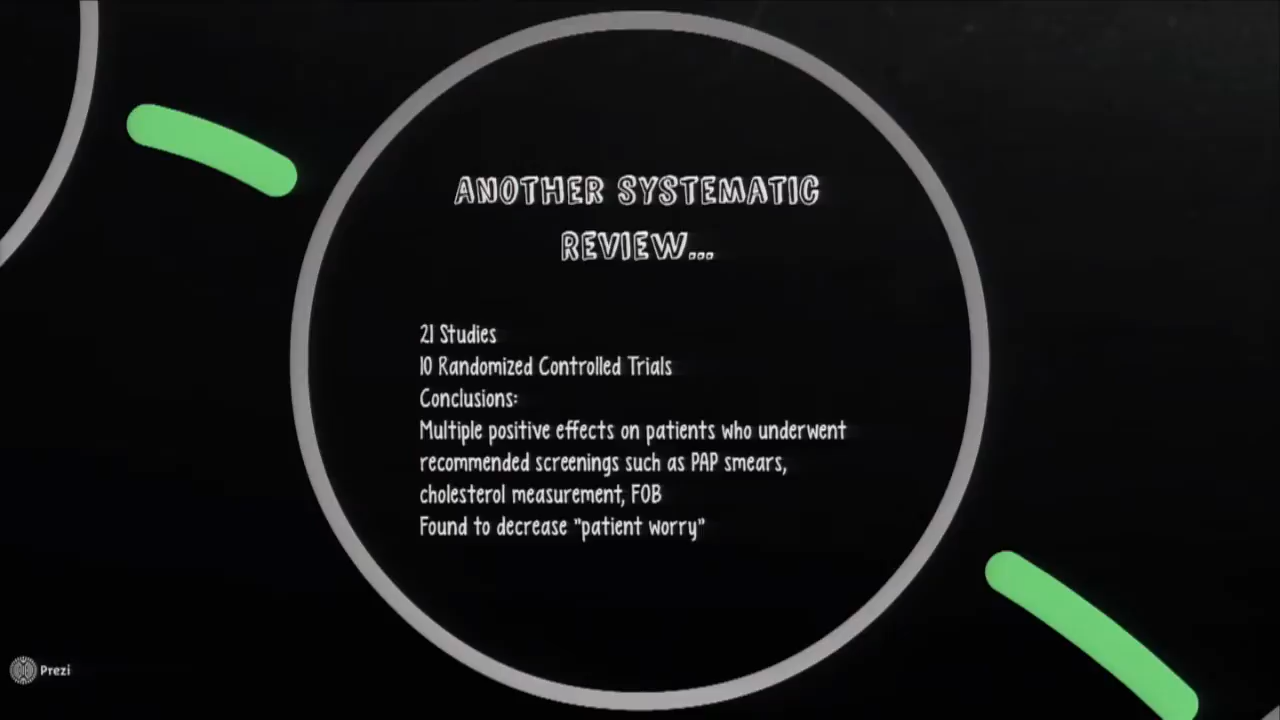 ANOTHER SYSTEMATIC
REVIEW...
21 Studies
10 Randomized Controlled Trials
Conclusions:
Multiple positive effects on patients who underwent
recommended screenings such as PAP smears,
cholesterol measurement, FOB
Found to decrease "patient worry"
Prezi